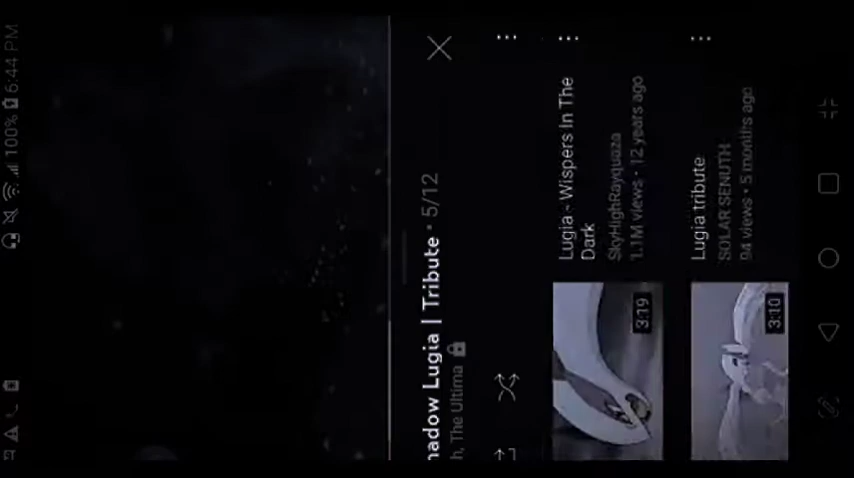 100% 6:44 PM
hadow Lugia | Tribute • 5/12
h, The Ultima
Lugia - Wispers In The
Dark
SkyHighRayquaza
1.1M views • 12 years ago
3:19
Lugia tribute
SOLAR SENUTH
94 views • 5 months ago
3:10